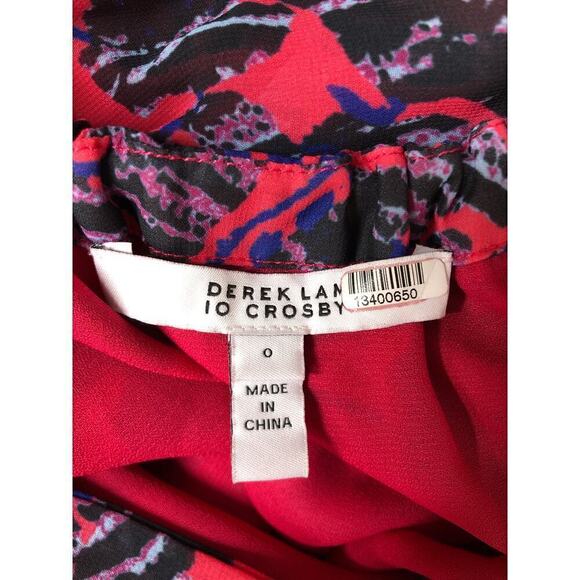 DEREK LAM
10 CROSBY
13400650
0
MADE
IN
CHINA